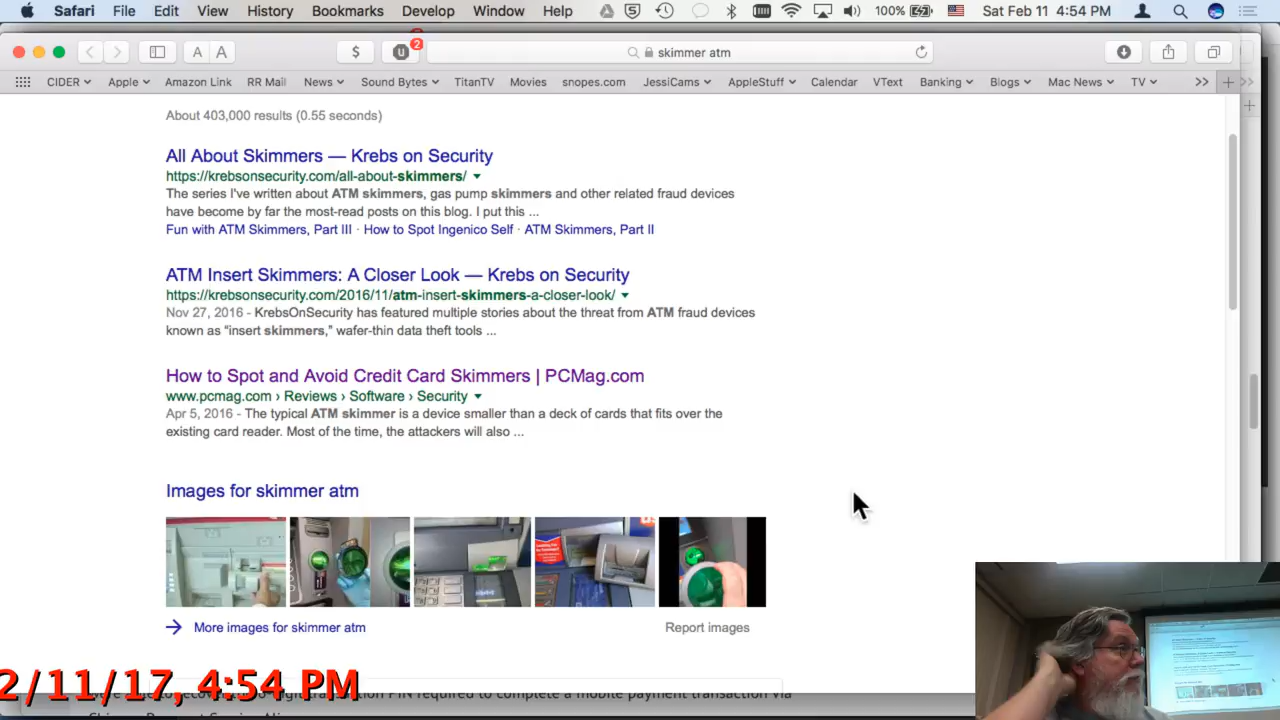 Safari File Edit View History Bookmarks Develop Window Help 5 100% Sat Feb 11 4:54 PM
A A $ u 2 skimmer atm
CIDER Apple Amazon Link RR Mail News Sound Bytes TitanTV Movies snopes.com JessiCams AppleStuff Calendar VText Banking Blogs Mac News TV >> +
About 403,000 results (0.55 seconds)
All About Skimmers — Krebs on Security
https://krebsonsecurity.com/all-about-skimmers/
The series I've written about ATM skimmers, gas pump skimmers and other related fraud devices
have become by far the most-read posts on this blog. I put this ...
Fun with ATM Skimmers, Part III · How to Spot Ingenico Self · ATM Skimmers, Part II
ATM Insert Skimmers: A Closer Look — Krebs on Security
https://krebsonsecurity.com/2016/11/atm-insert-skimmers-a-closer-look/
Nov 27, 2016 - KrebsOnSecurity has featured multiple stories about the threat from ATM fraud devices
known as “insert skimmers,” wafer-thin data theft tools ...
How to Spot and Avoid Credit Card Skimmers | PCMag.com
www.pcmag.com › Reviews › Software › Security
Apr 5, 2016 - The typical ATM skimmer is a device smaller than a deck of cards that fits over the
existing card reader. Most of the time, the attackers will also ...
Images for skimmer atm
More images for skimmer atm Report images
2/11/17, 4:54 PM
PIN required to complete a mobile payment transaction via